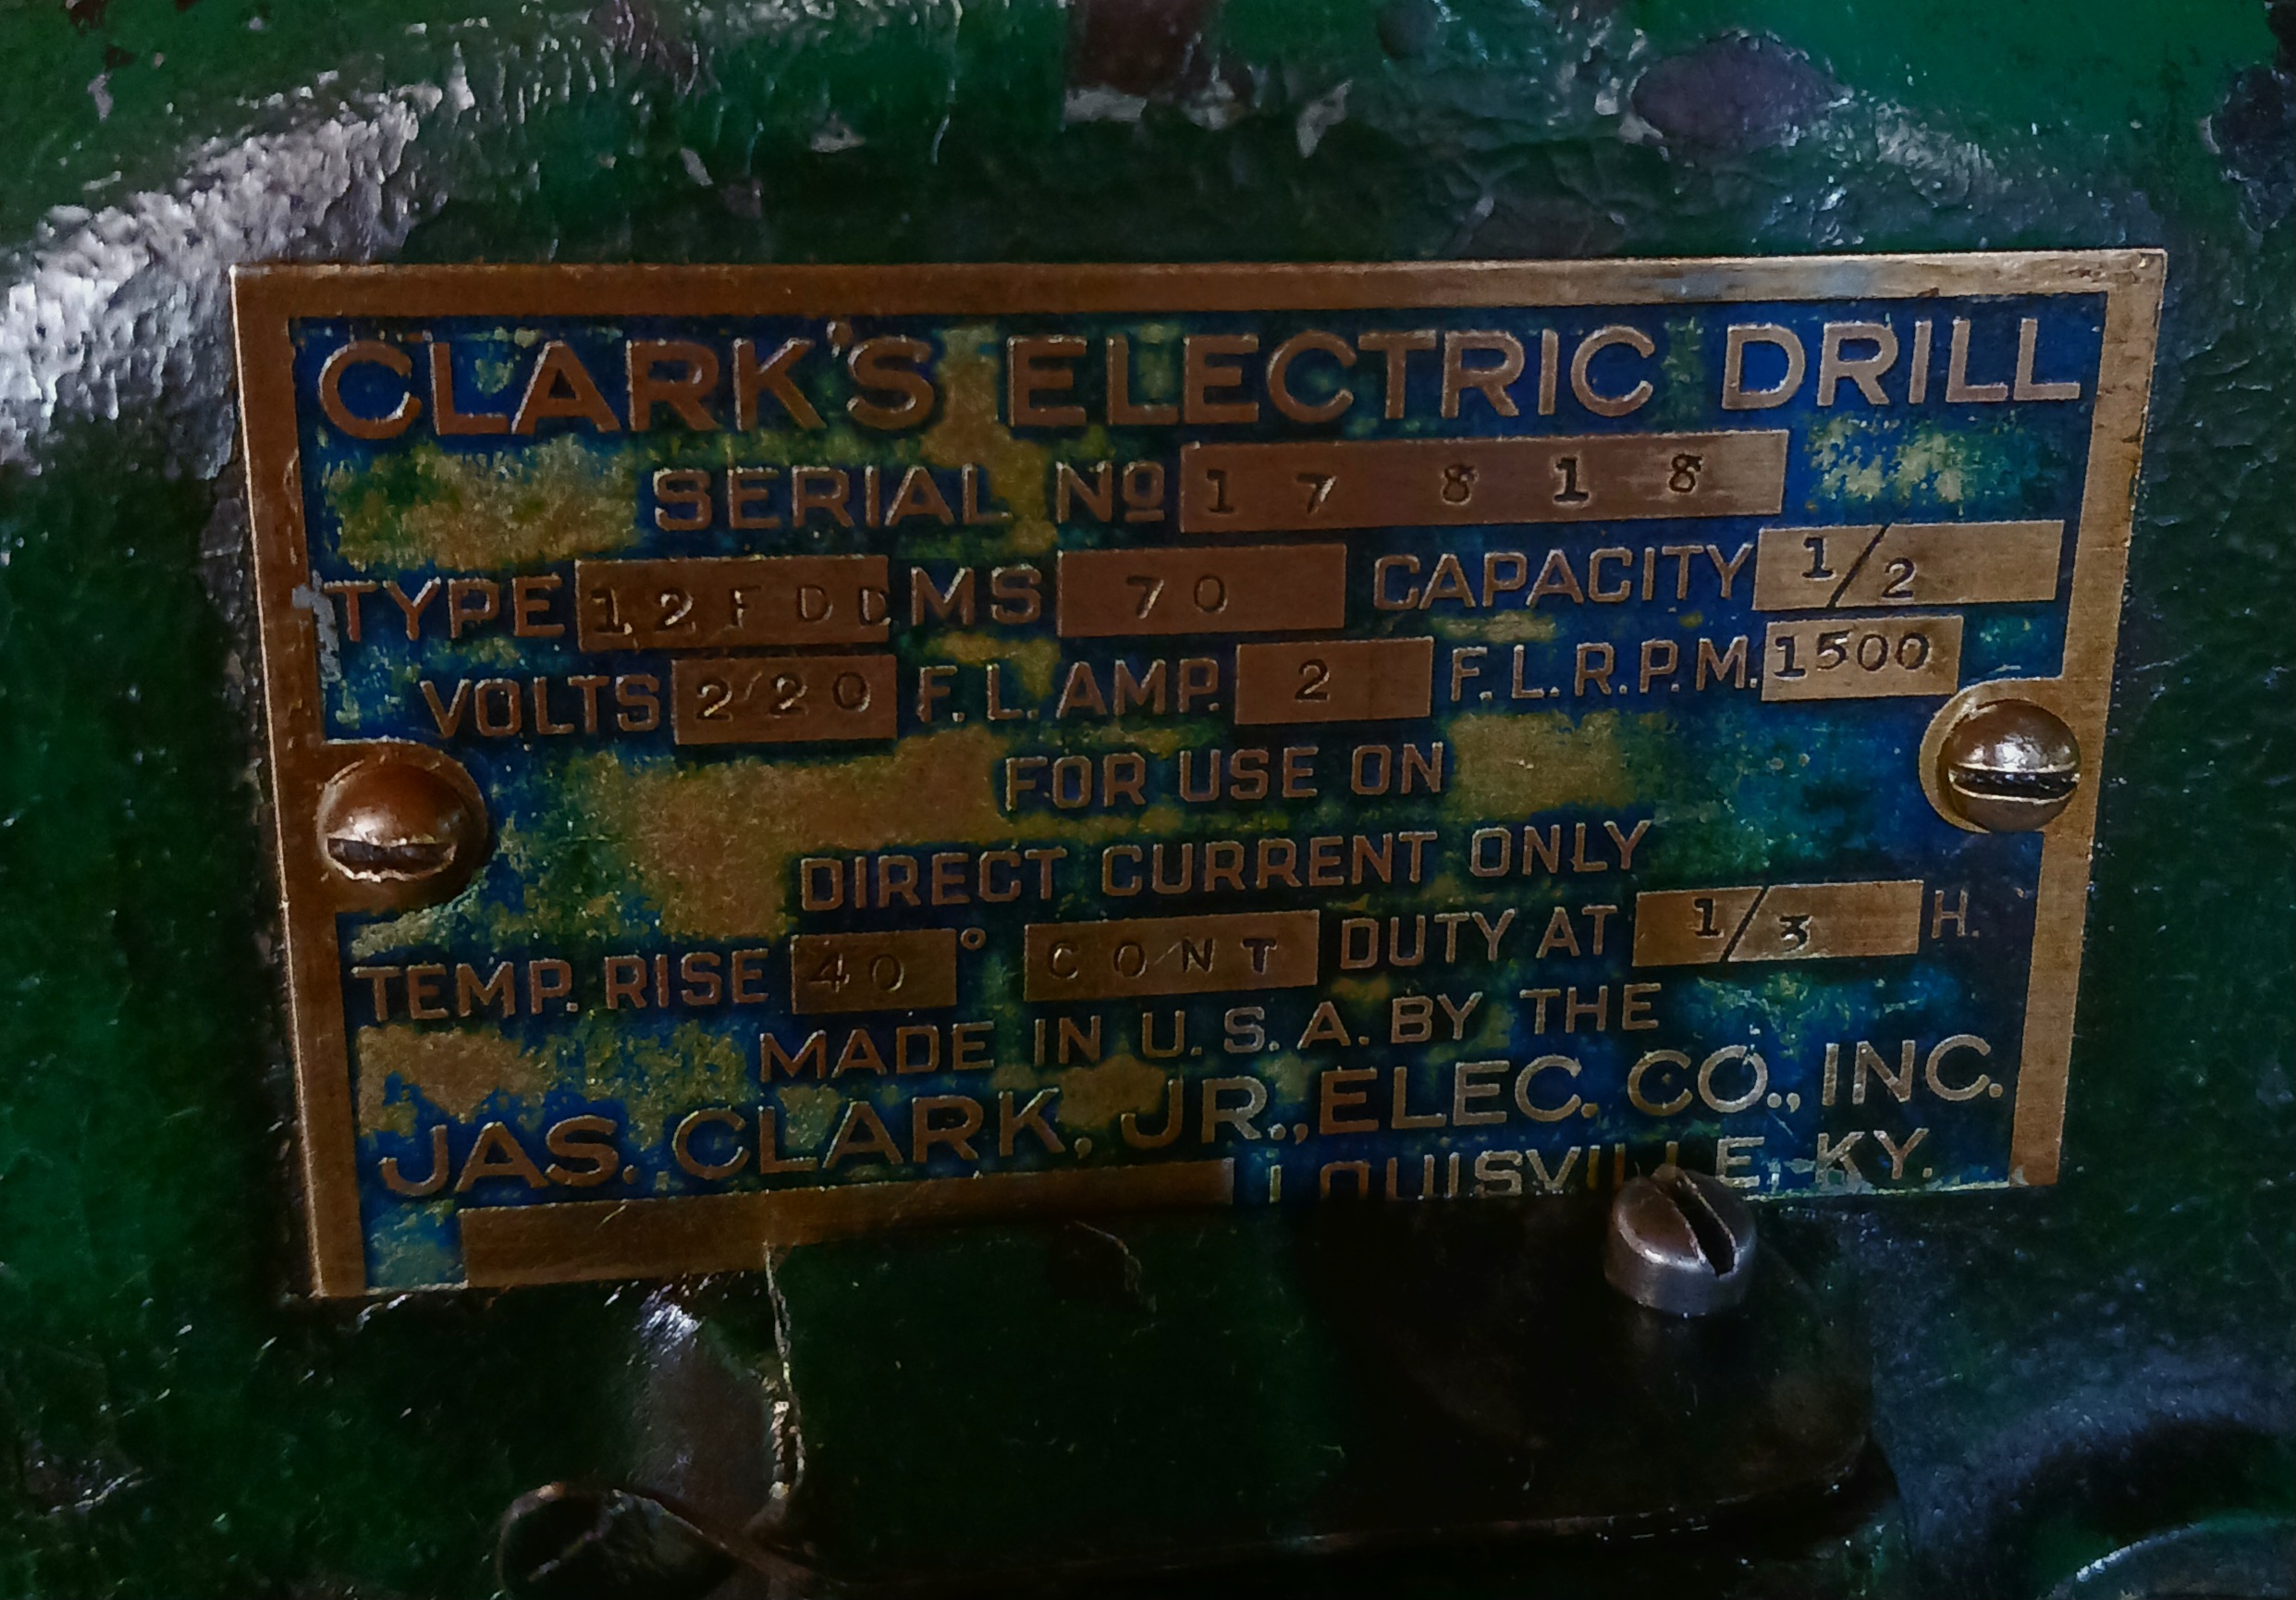 CLARK'S ELECTRIC DRILL
SERIAL Nº 17818
TYPE 12FDD MS 70 CAPACITY 1/2
VOLTS 220 F.L. AMP. 2 F.L.R.P.M. 1500
FOR USE ON
DIRECT CURRENT ONLY
TEMP. RISE 40° CONT DUTY AT 1/3 H.
MADE IN U.S.A. BY THE
JAS. CLARK, JR., ELEC. CO., INC.
LOUISVILLE, KY.